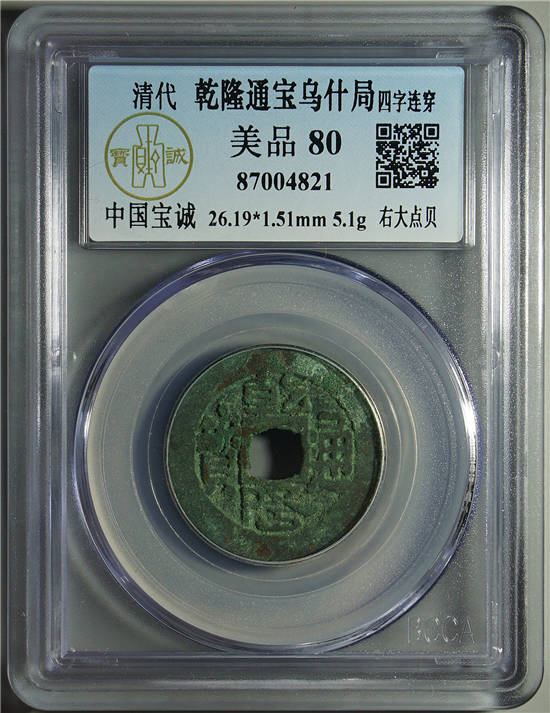 清代 乾隆通宝乌什局四字连穿
寶 誠
美品 80
87004821
中国宝诚 26.19*1.51mm 5.1g 右大点贝
乾隆通寶
BCCA